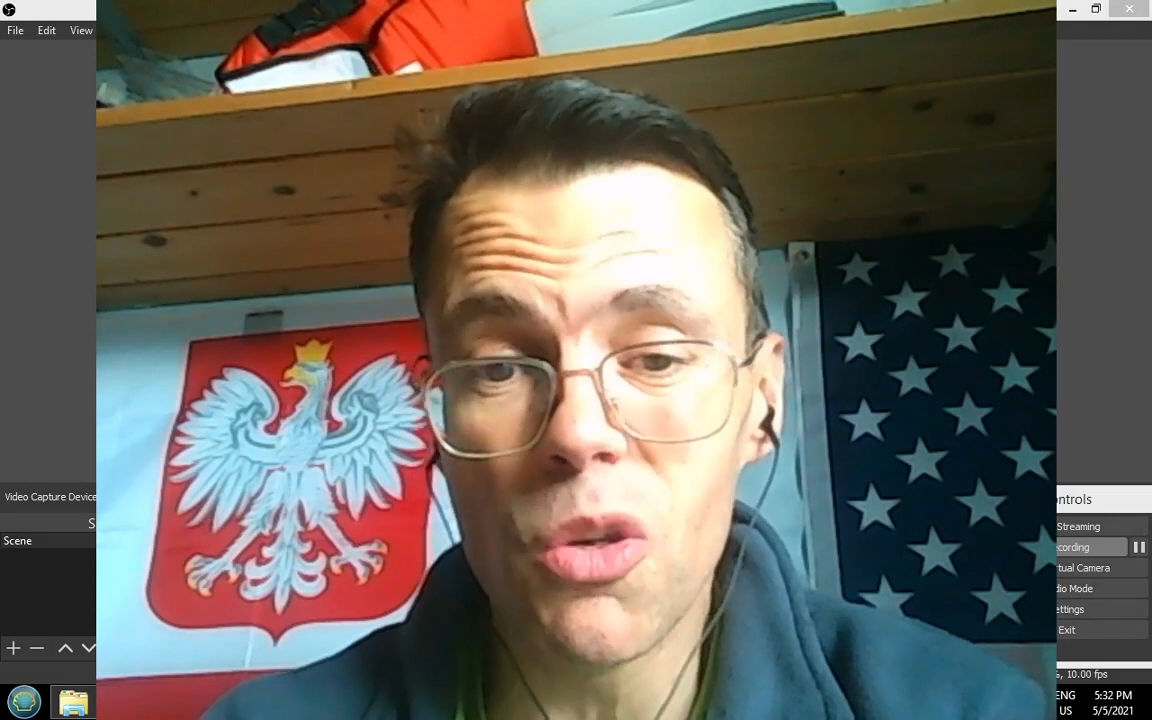 File Edit View
Video Capture Device
S
Scene
ontrols
Streaming
ecording
rtual Camera
dio Mode
ettings
Exit
%, 10.00 fps
ENG 5:32 PM
US 5/5/2021